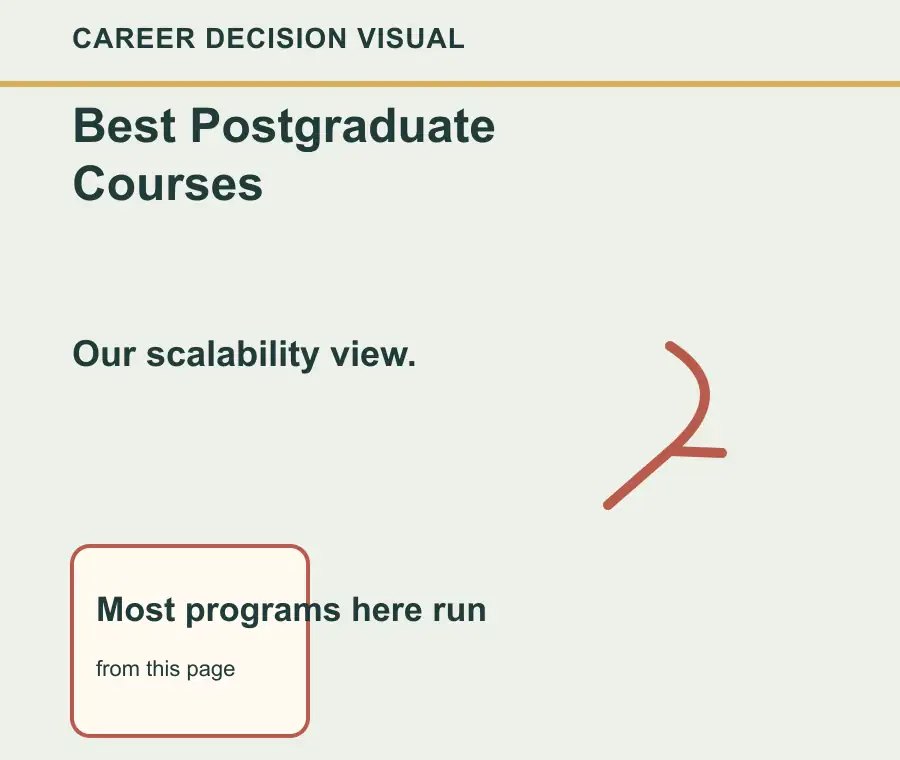 CAREER DECISION VISUAL
Best Postgraduate
Courses
Our scalability view.
Most programs here run
from this page